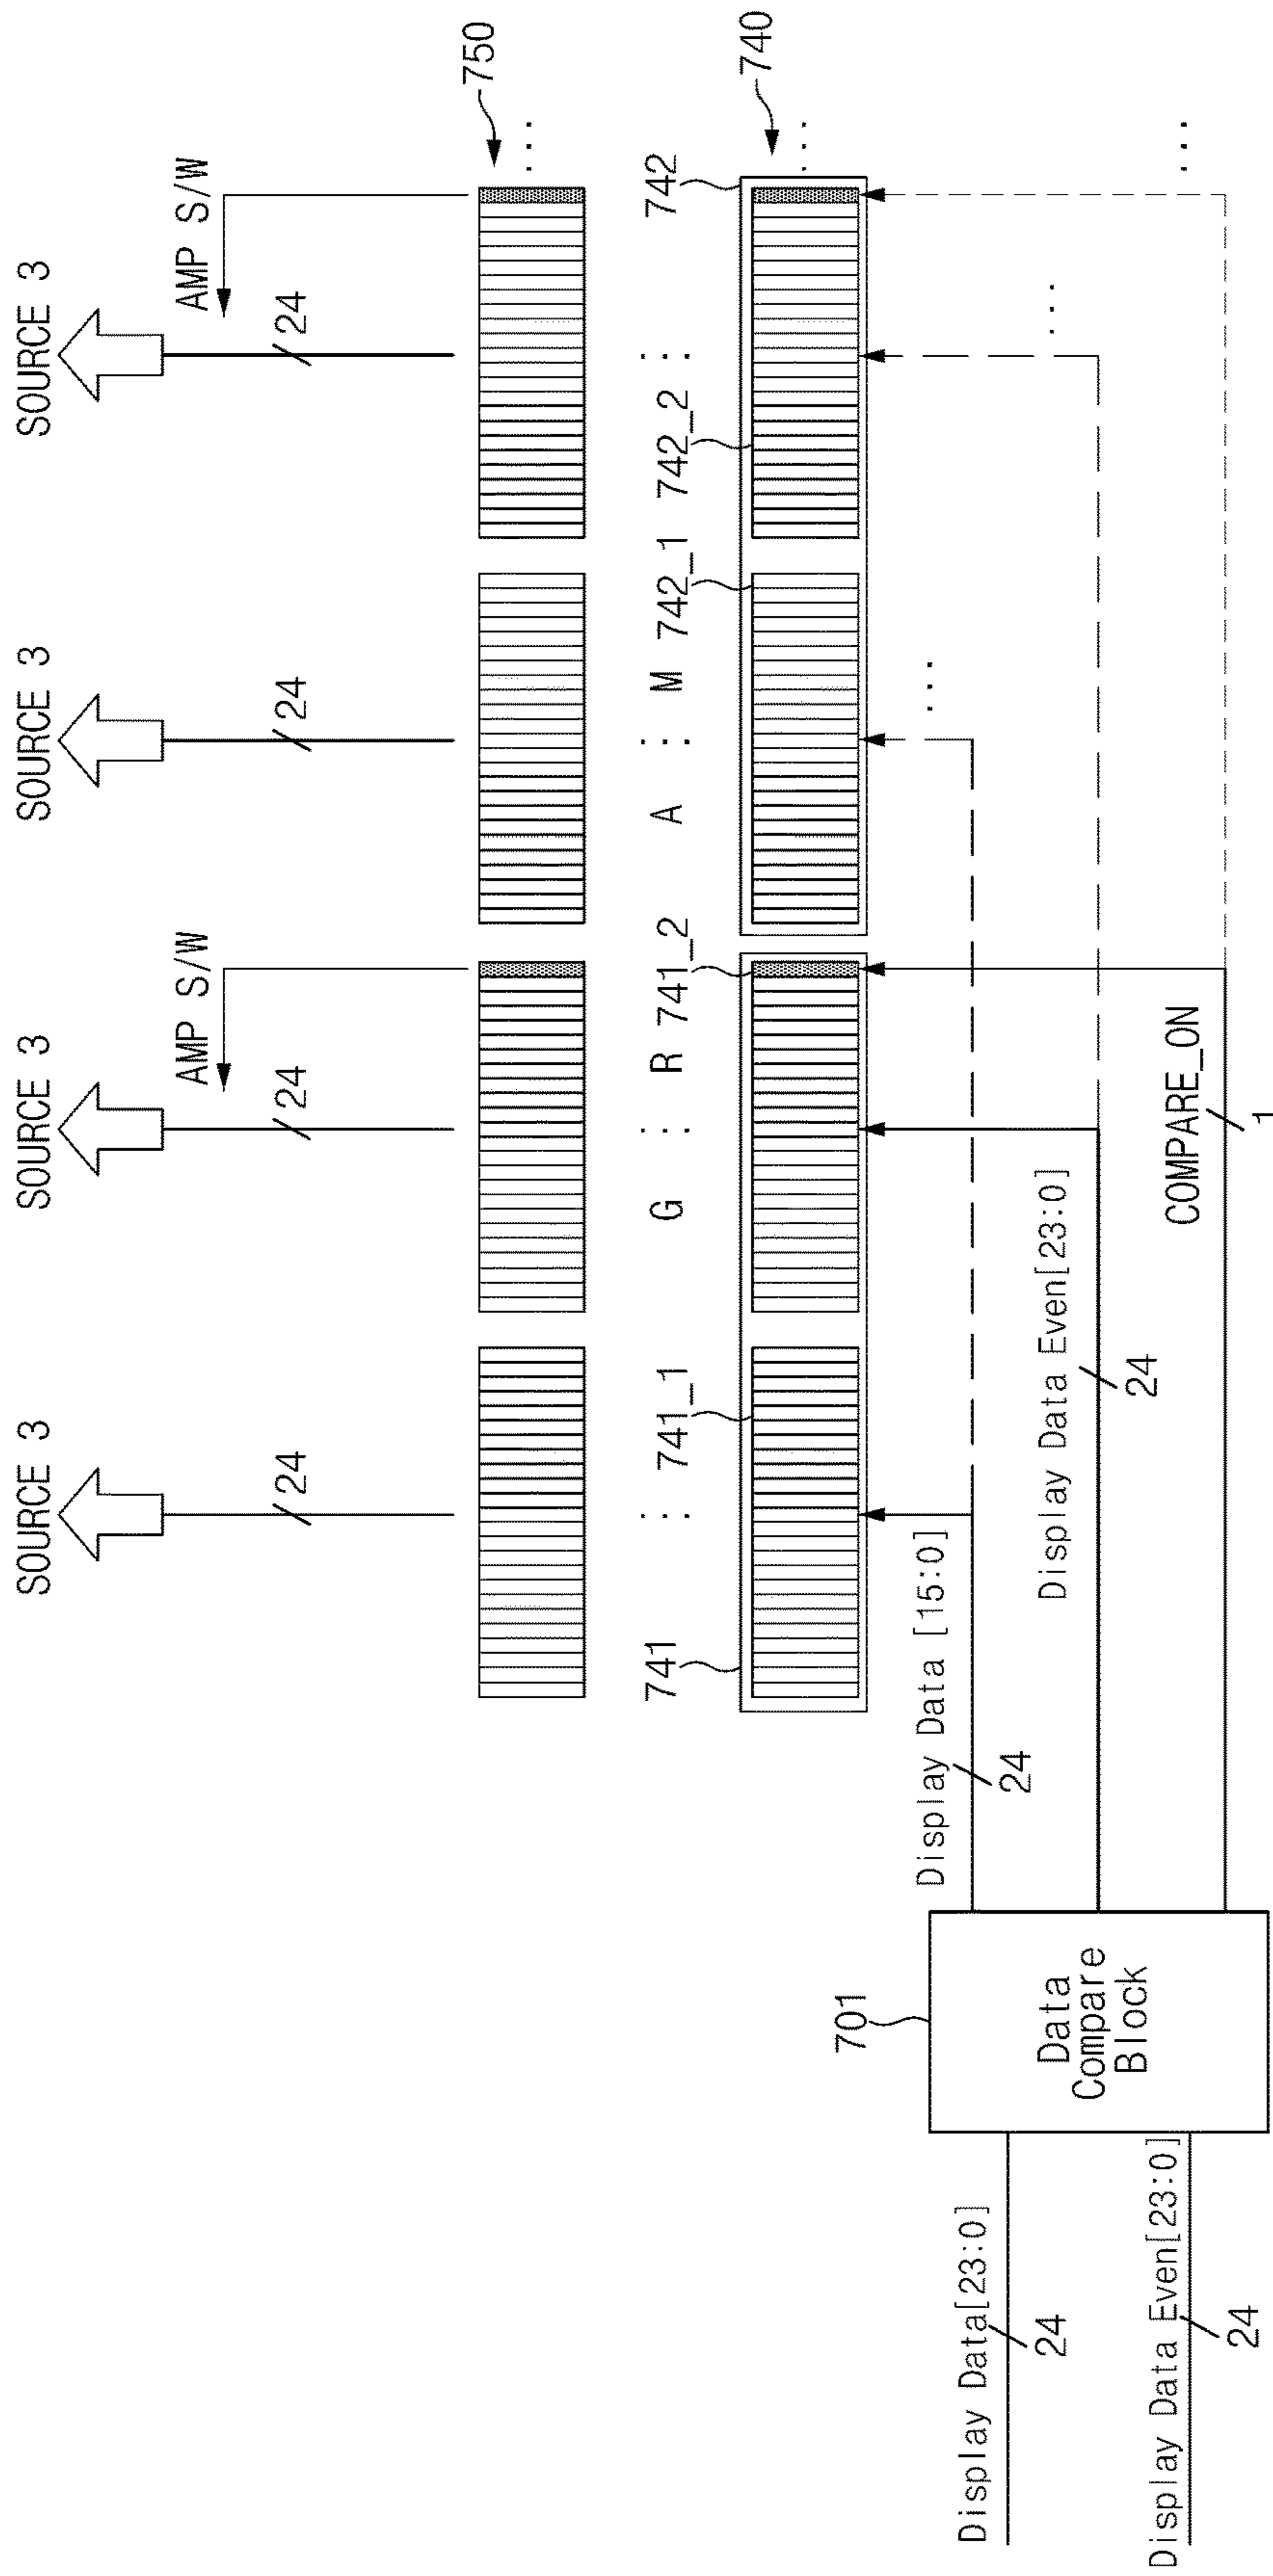 SOURCE 3
SOURCE 3
SOURCE 3
SOURCE 3
24
24
AMP S/W
24
24
AMP S/W
750
G R A M
741
741_1
741_2
742_1
742_2
742
740
Display Data [15:0]
24
Display Data Even[23:0]
24
COMPARE_ON
1
701
Data
Compare
Block
Display Data[23:0]
24
Display Data Even[23:0]
24